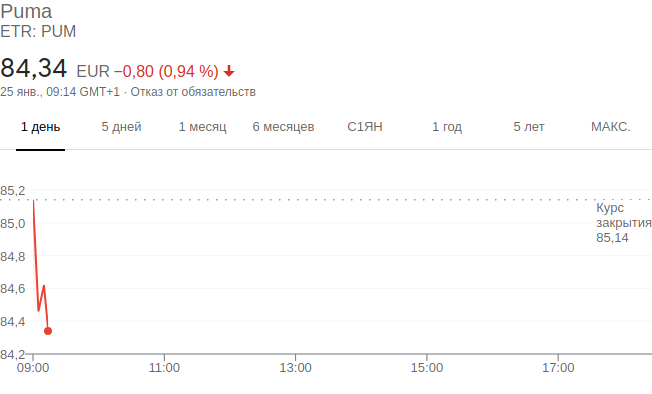 Puma
ETR: PUM
84,34 EUR −0,80 (0,94 %)
25 янв., 09:14 GMT+1 · Отказ от обязательств
1 день 5 дней 1 месяц 6 месяцев С1ЯН 1 год 5 лет МАКС.
85,2
Курс
85,0 закрытия
85,14
84,8
84,6
84,4
84,2
09:00 11:00 13:00 15:00 17:00